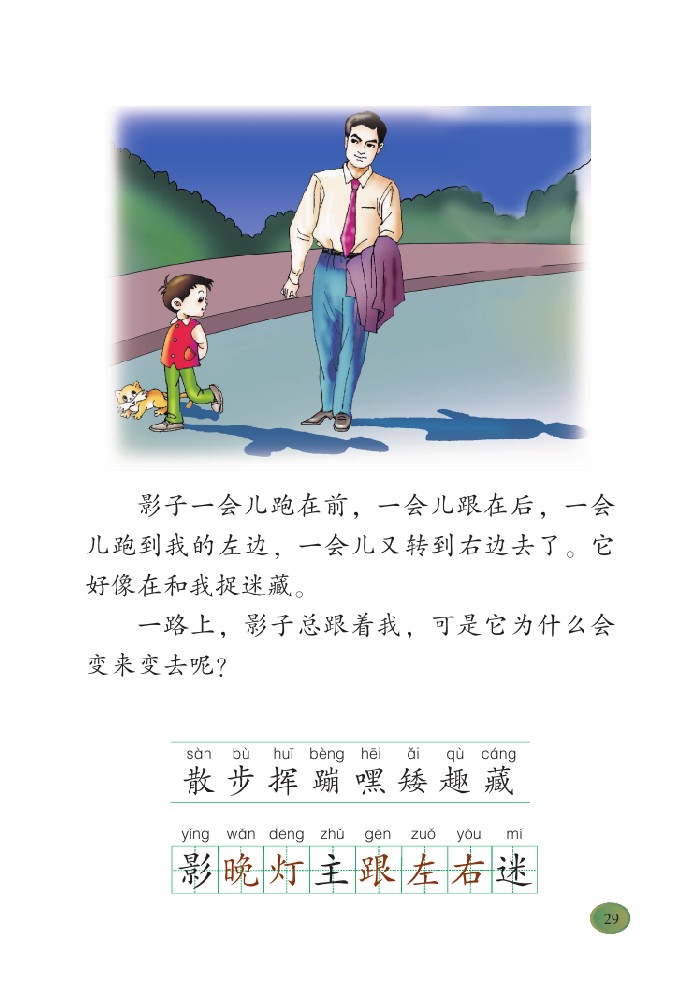 影子一会儿跑在前，一会儿跟在后，一会
儿跑到我的左边，一会儿又转到右边去了。它
好像在和我捉迷藏。
一路上，影子总跟着我，可是它为什么会
变来变去呢？
sàn bù huī bèng hēi ǎi qù cáng
散步挥蹦嘿矮趣藏
yǐng wǎn dēng zhǔ gēn zuǒ yòu mí
影晚灯主跟左右迷
29